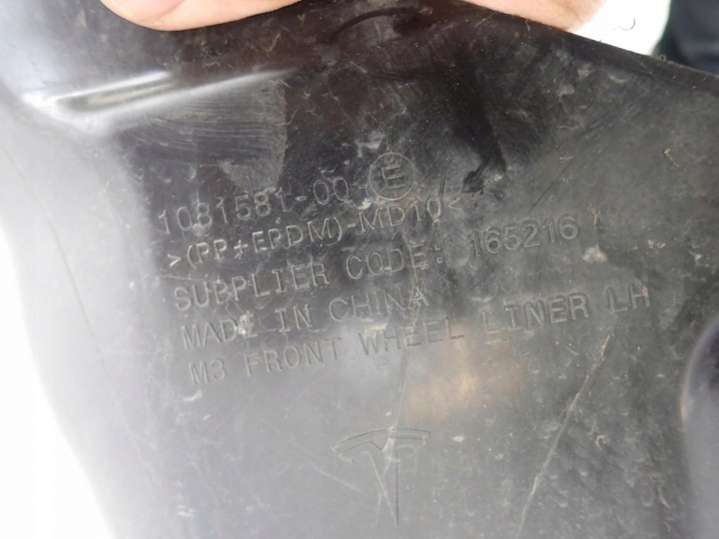 1081581-00-E
>(PP+EPDM)-MD10<
SUPPLIER CODE: 165216
MADE IN CHINA
M3 FRONT WHEEL LINER LH